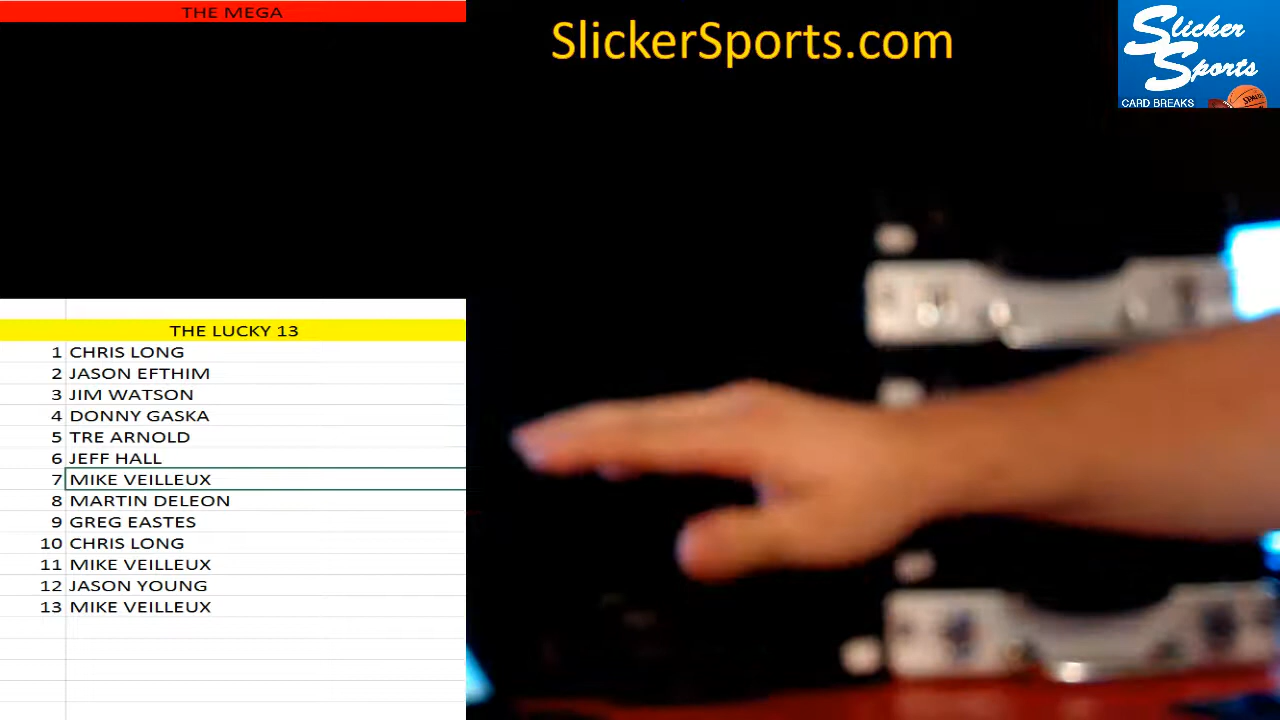 THE MEGA
SlickerSports.com
Slicker
Sports
CARD BREAKS
SPALDING
THE LUCKY 13
1 CHRIS LONG
2 JASON EFTHIM
3 JIM WATSON
4 DONNY GASKA
5 TRE ARNOLD
6 JEFF HALL
7 MIKE VEILLEUX
8 MARTIN DELEON
9 GREG EASTES
10 CHRIS LONG
11 MIKE VEILLEUX
12 JASON YOUNG
13 MIKE VEILLEUX